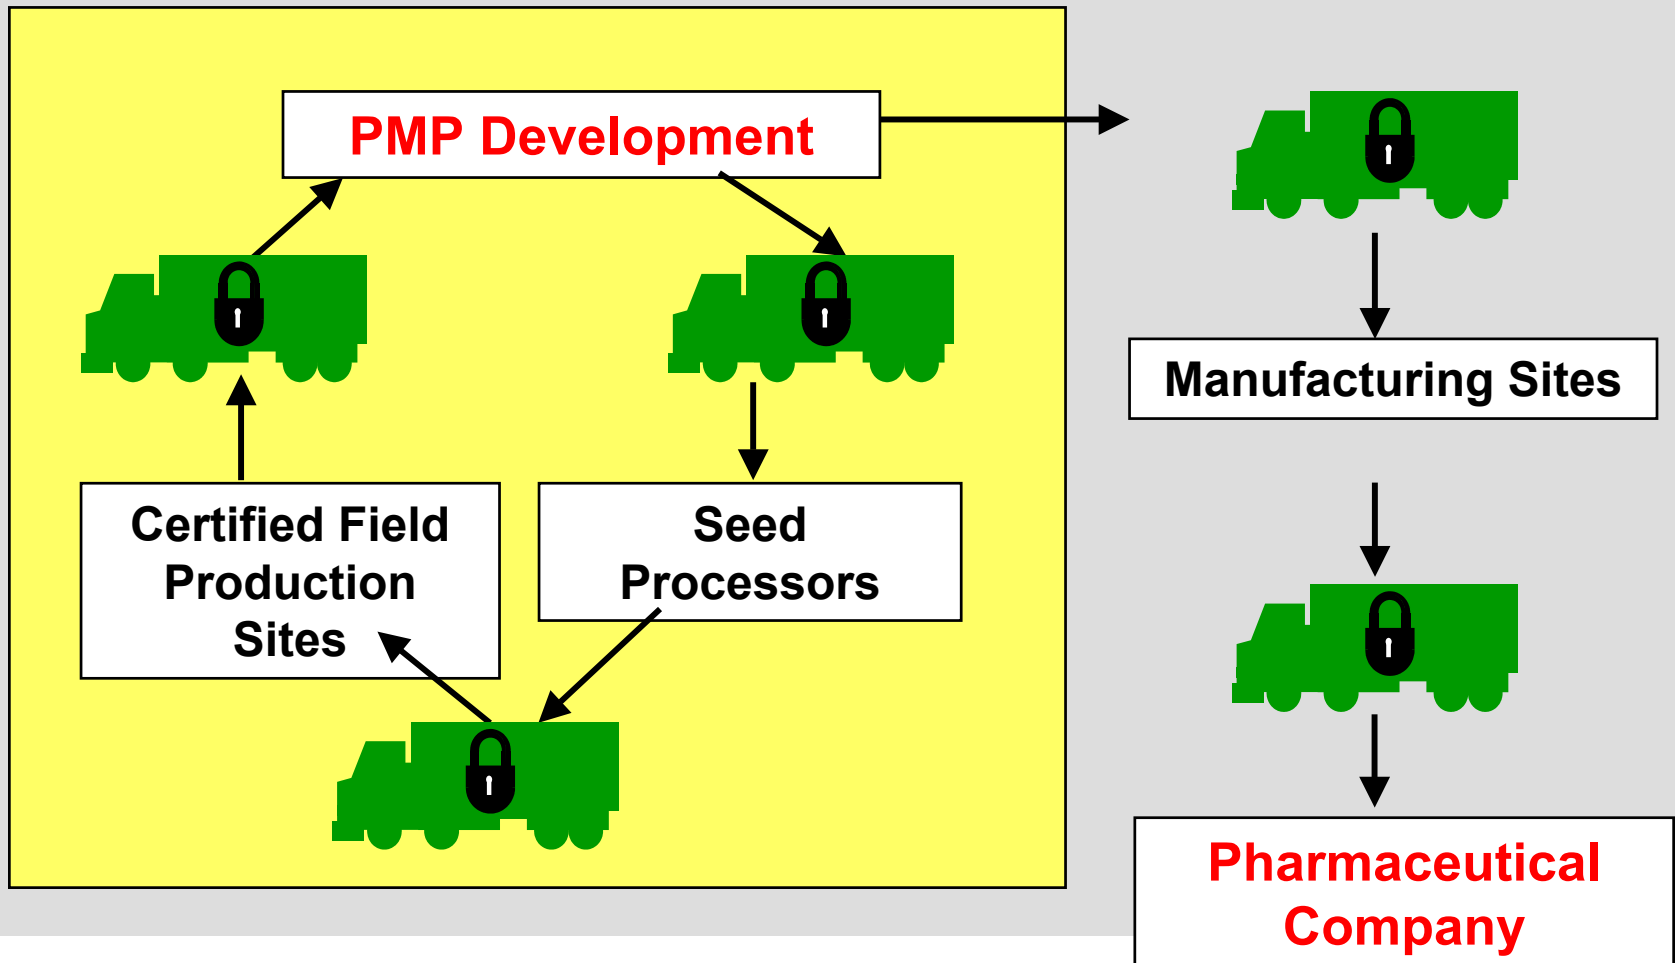 PMP Development
Manufacturing Sites
Certified Field
Production
Sites
Seed
Processors
Pharmaceutical
Company